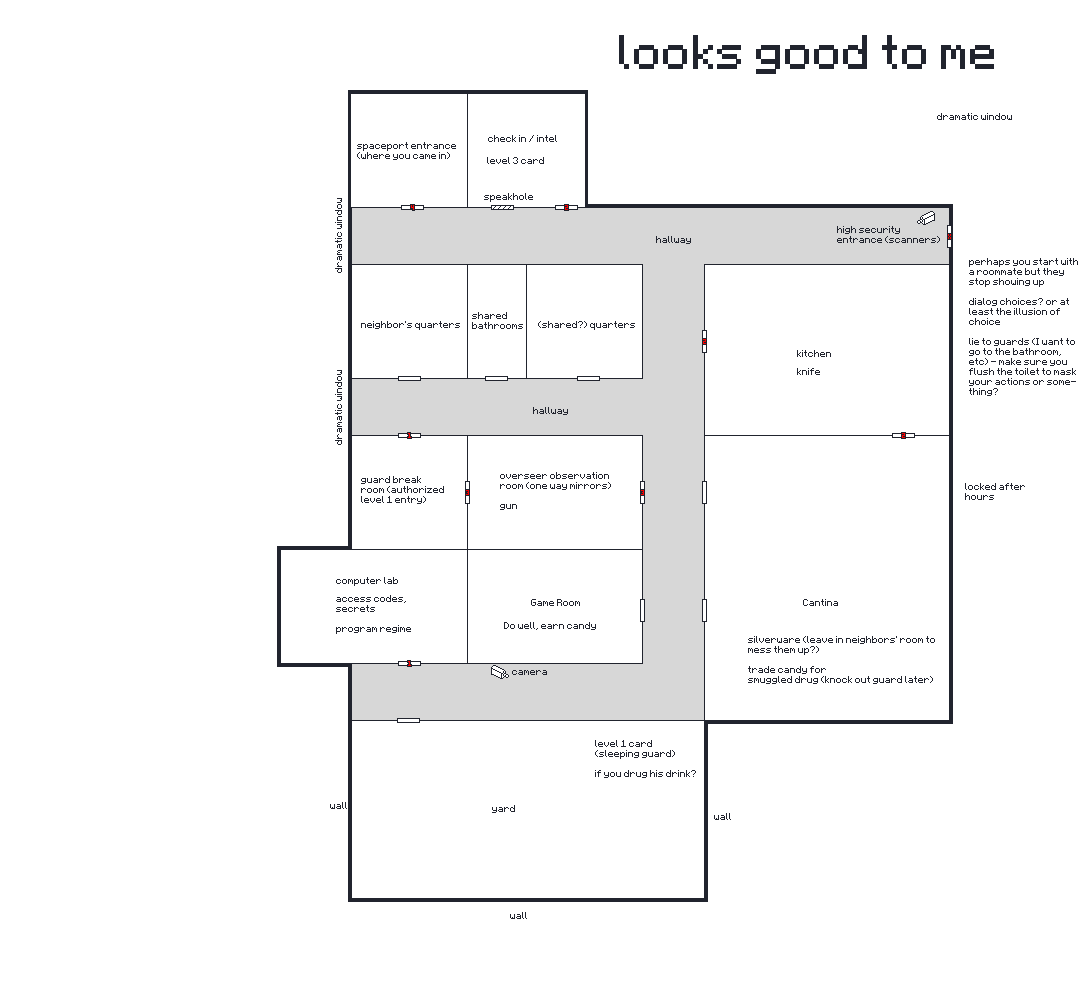 looks good to me
dramatic window
spaceport entrance
(where you came in)
check in / intel
level 3 card
speakhole
dramatic window
hallway
high security
entrance (scanners)
perhaps you start with
a roommate but they
stop showing up
dialog choices? or at
least the illusion of
choice
lie to guards (I want to
go to the bathroom,
etc) - make sure you
flush the toilet to mask
your actions or some-
thing?
neighbor's quarters
shared
bathrooms
(shared?) quarters
kitchen
knife
dramatic window
hallway
guard break
room (authorized
level 1 entry)
overseer observation
room (one way mirrors)
gun
locked after
hours
computer lab
access codes,
secrets
program regime
Game Room
Do well, earn candy
Cantina
silverware (leave in neighbors' room to
mess them up?)
trade candy for
smuggled drug (knock out guard later)
camera
level 1 card
(sleeping guard)
if you drug his drink?
wall
yard
wall
wall